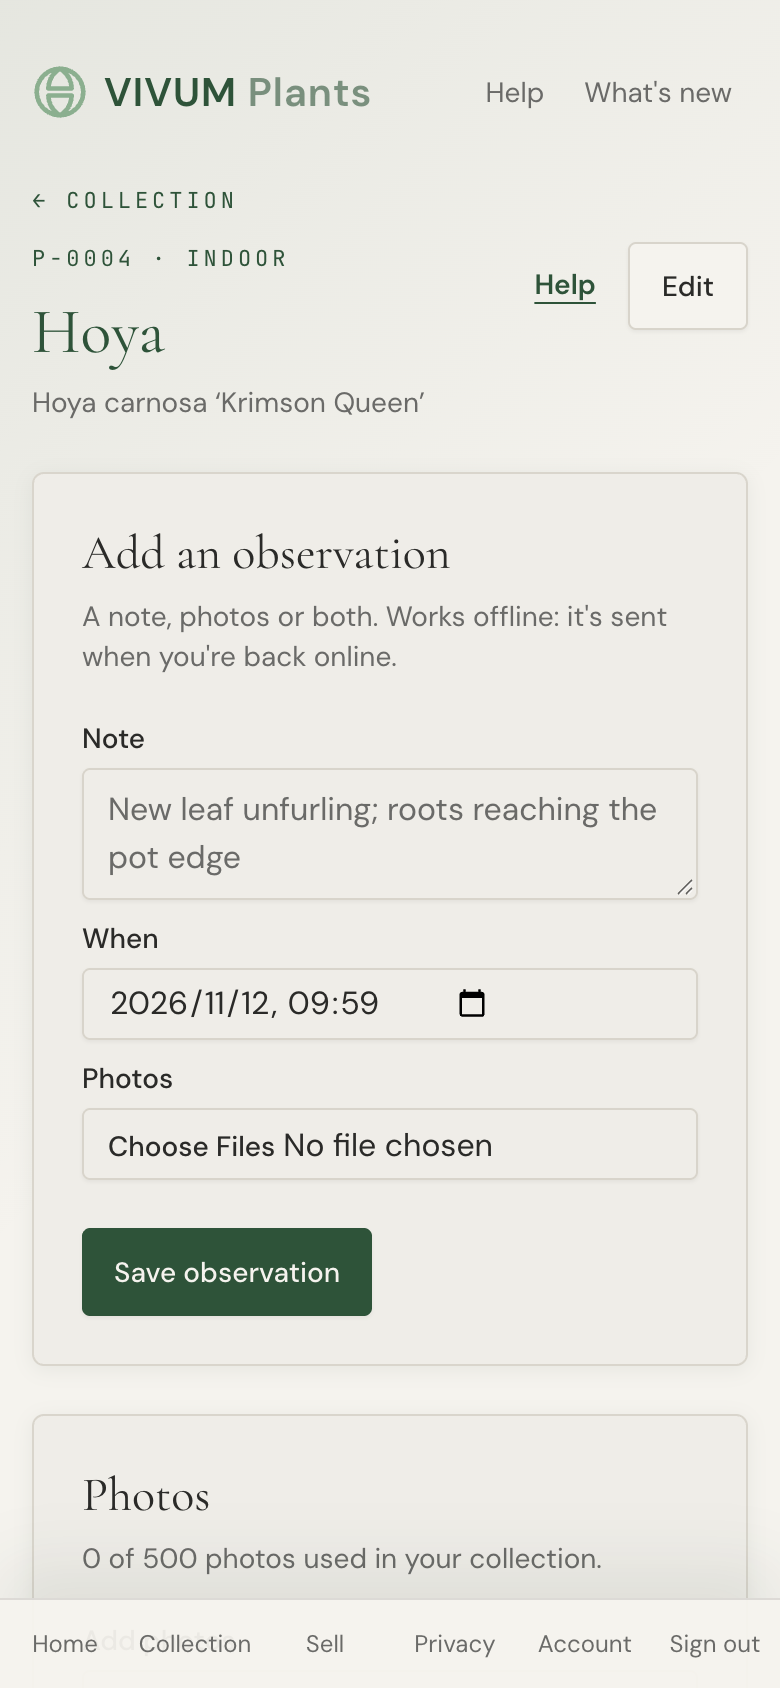 VIVUM Plants
Help
What's new
← COLLECTION
P-0004 · INDOOR
Help
Edit
Hoya
Hoya carnosa ‘Krimson Queen’
Add an observation
A note, photos or both. Works offline: it's sent
when you're back online.
Note
New leaf unfurling; roots reaching the
pot edge
When
2026/11/12, 09:59
Photos
Choose Files No file chosen
Save observation
Photos
0 of 500 photos used in your collection.
Home
Collection
Sell
Privacy
Account
Sign out